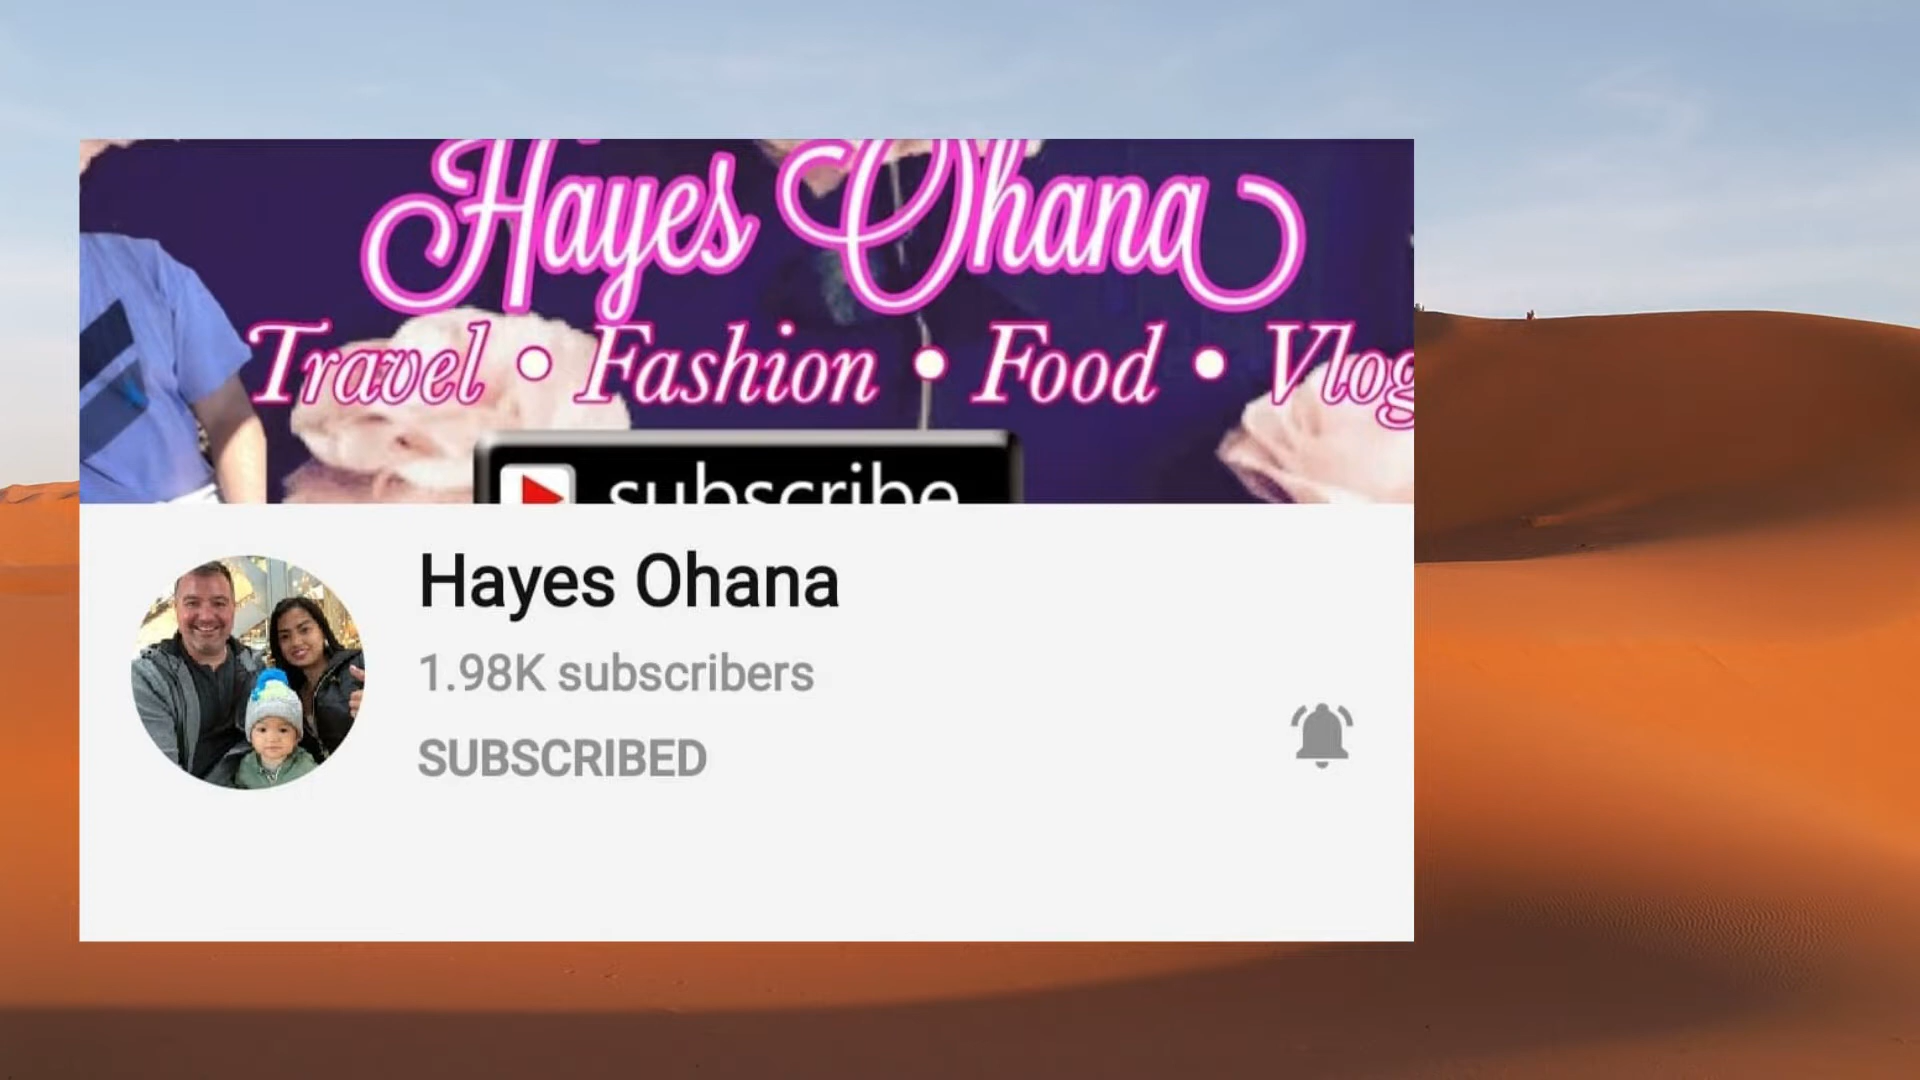 Hayes Ohana
Travel • Fashion • Food • Vlog
subscribe
Hayes Ohana
1.98K subscribers
SUBSCRIBED